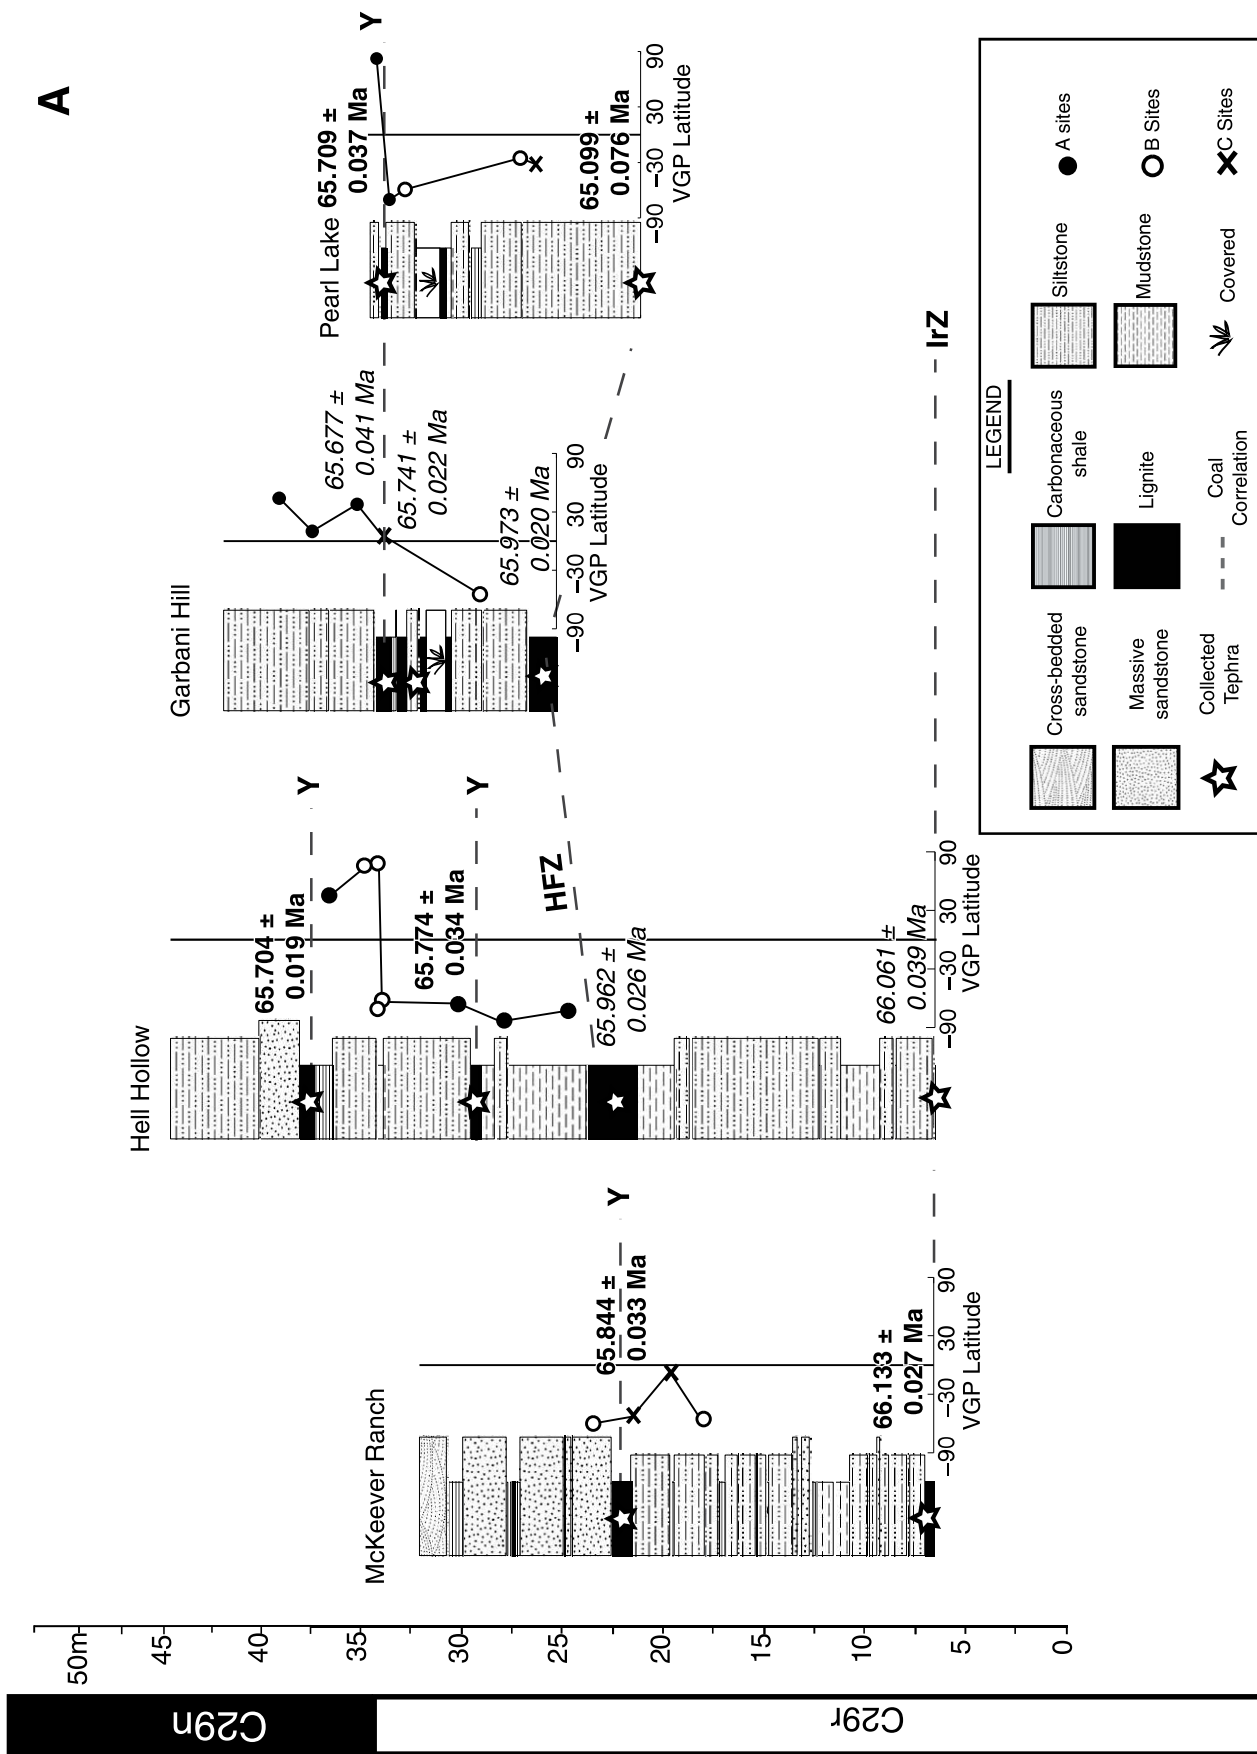 A
McKeever Ranch
Y
65.844 ±
0.033 Ma
66.133 ±
0.027 Ma
−90
−30
30
90
VGP Latitude
Hell Hollow
Y
65.704 ±
0.019 Ma
Y
65.774 ±
0.034 Ma
HFZ
65.962 ±
0.026 Ma
66.061 ±
0.039 Ma
−90
−30
30
90
VGP Latitude
Garbani Hill
65.677 ±
0.041 Ma
65.741 ±
0.022 Ma
65.973 ±
0.020 Ma
−90
−30
30
90
VGP Latitude
Pearl Lake
Y
65.709 ±
0.037 Ma
65.099 ±
0.076 Ma
−90
−30
30
90
VGP Latitude
IrZ
50m
45
40
35
30
25
20
15
10
5
0
C29n
C29r
LEGEND
Cross-bedded
sandstone
Carbonaceous
shale
Siltstone
A sites
Massive
sandstone
Lignite
Mudstone
B Sites
Collected
Tephra
Coal
Correlation
Covered
C Sites